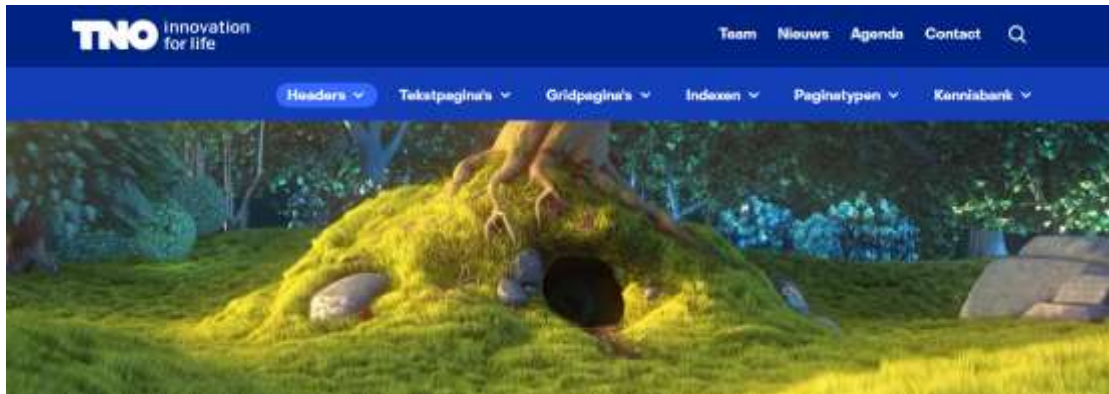 TNO innovation
for life
Team Nieuws Agenda Contact
Headers Tekstpagina's Gridpagina's Indexen Paginatypen Kennisbank